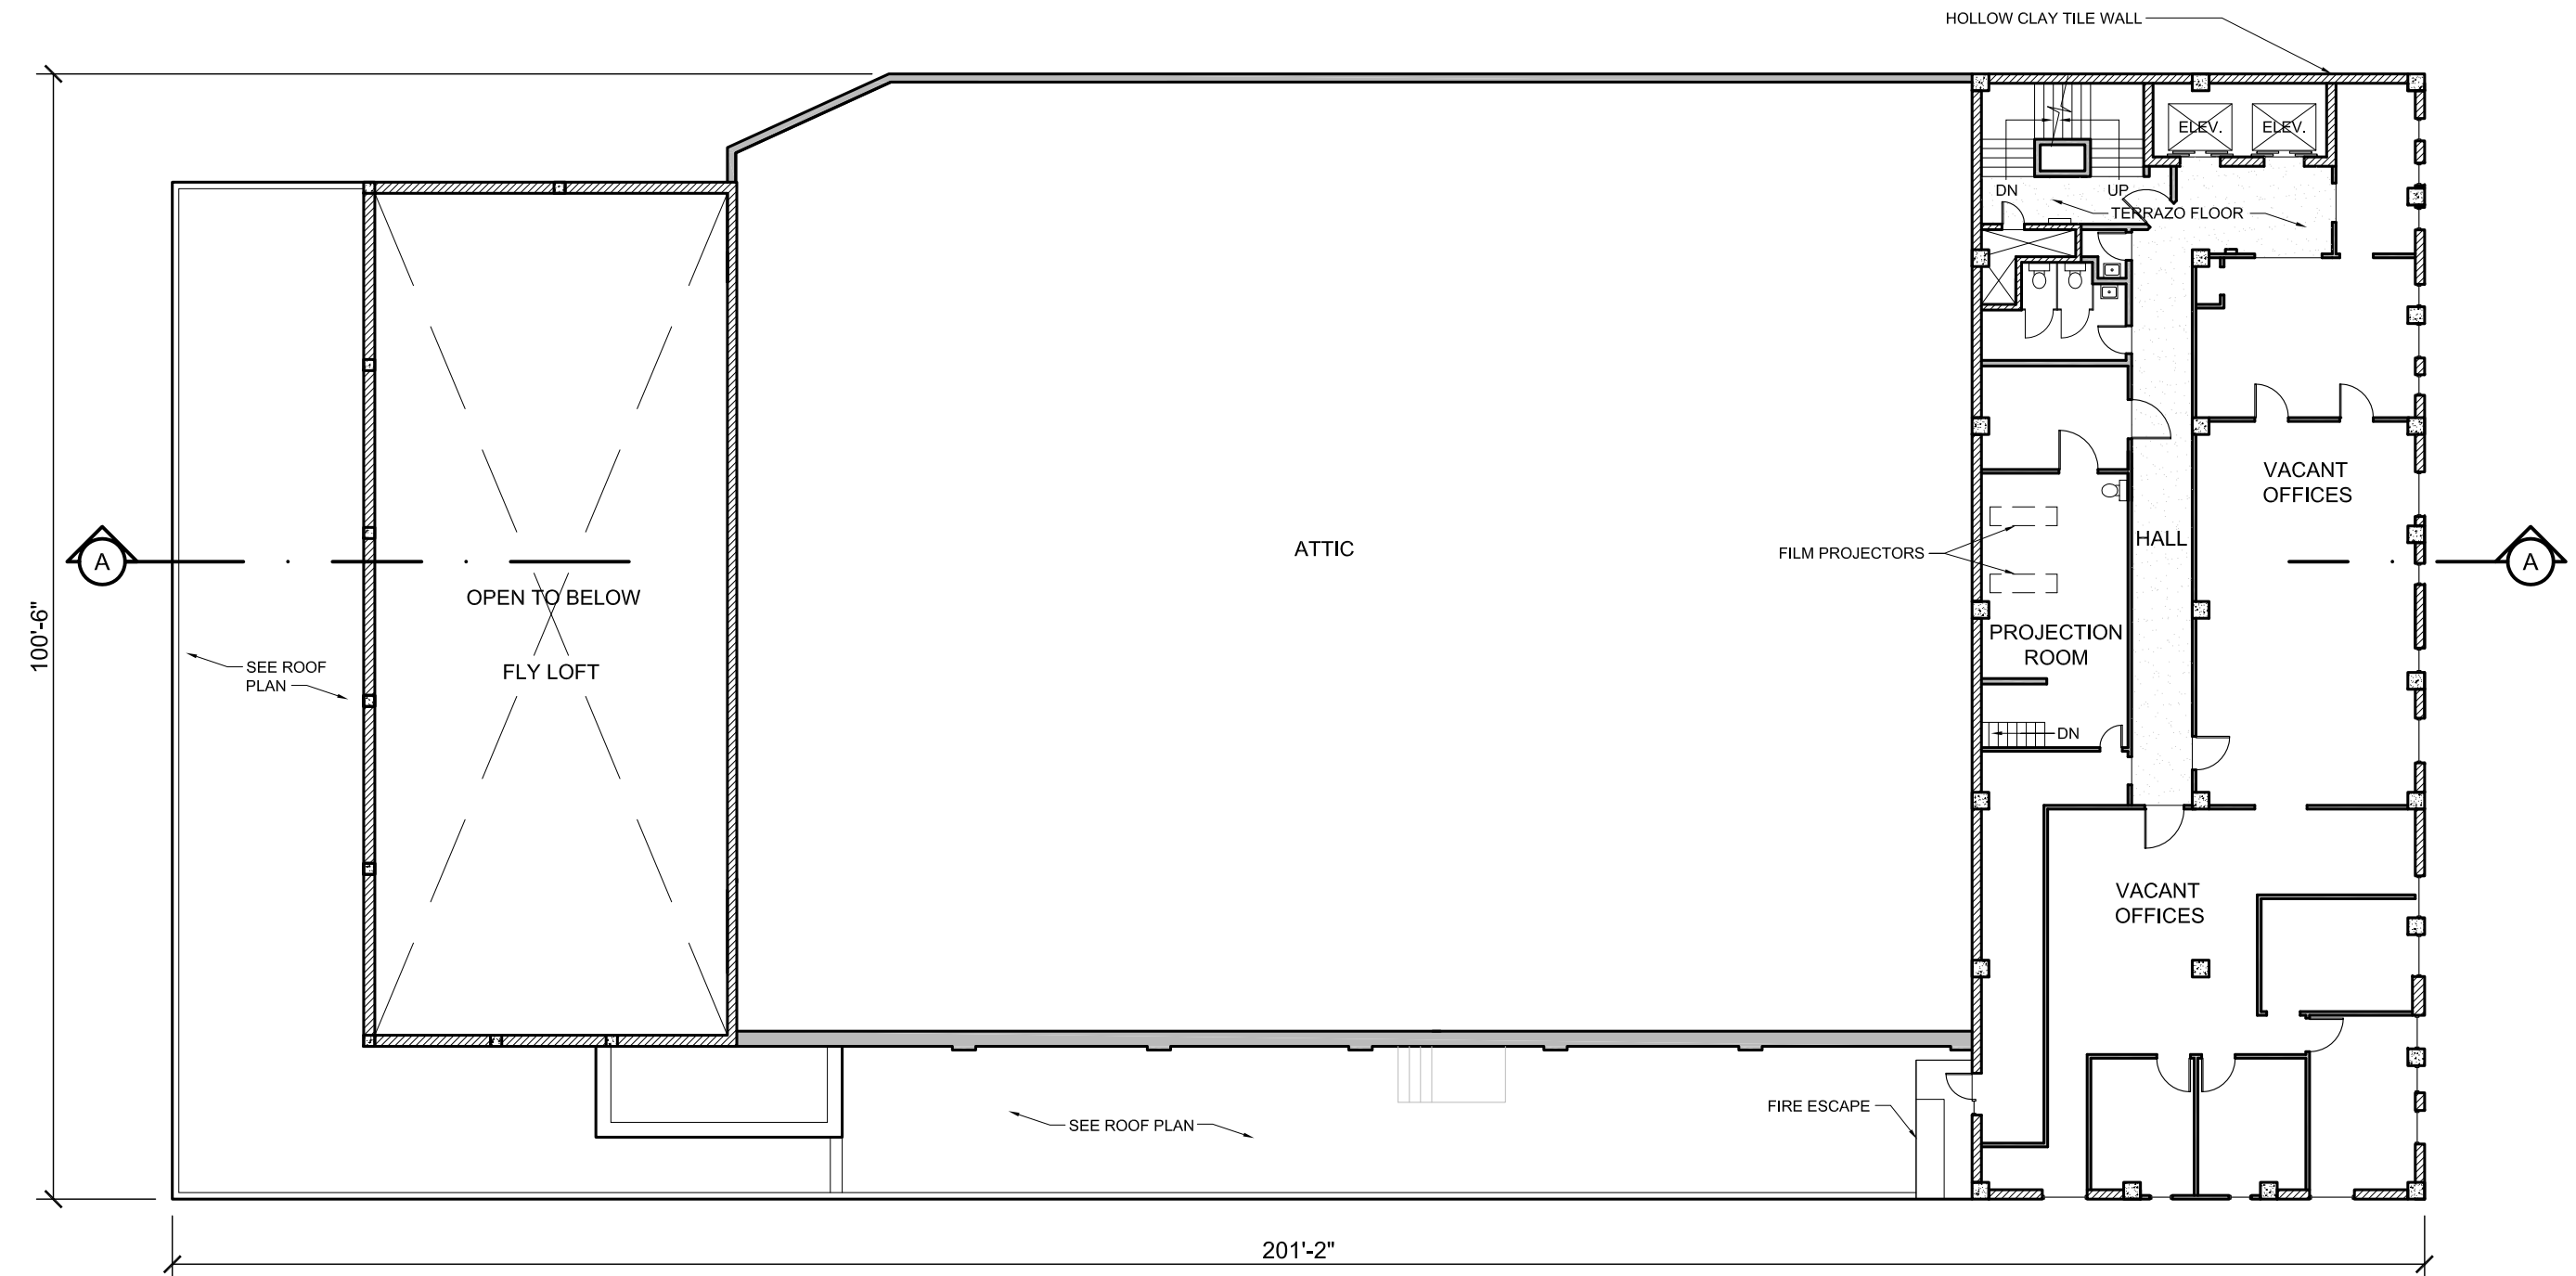 HOLLOW CLAY TILE WALL
ELEV.
ELEV.
DN
UP
TERRAZO FLOOR
VACANT
OFFICES
ATTIC
FILM PROJECTORS
HALL
A
A
OPEN TO BELOW
100'-6"
PROJECTION
ROOM
SEE ROOF
PLAN
FLY LOFT
DN
VACANT
OFFICES
FIRE ESCAPE
SEE ROOF PLAN
201'-2"